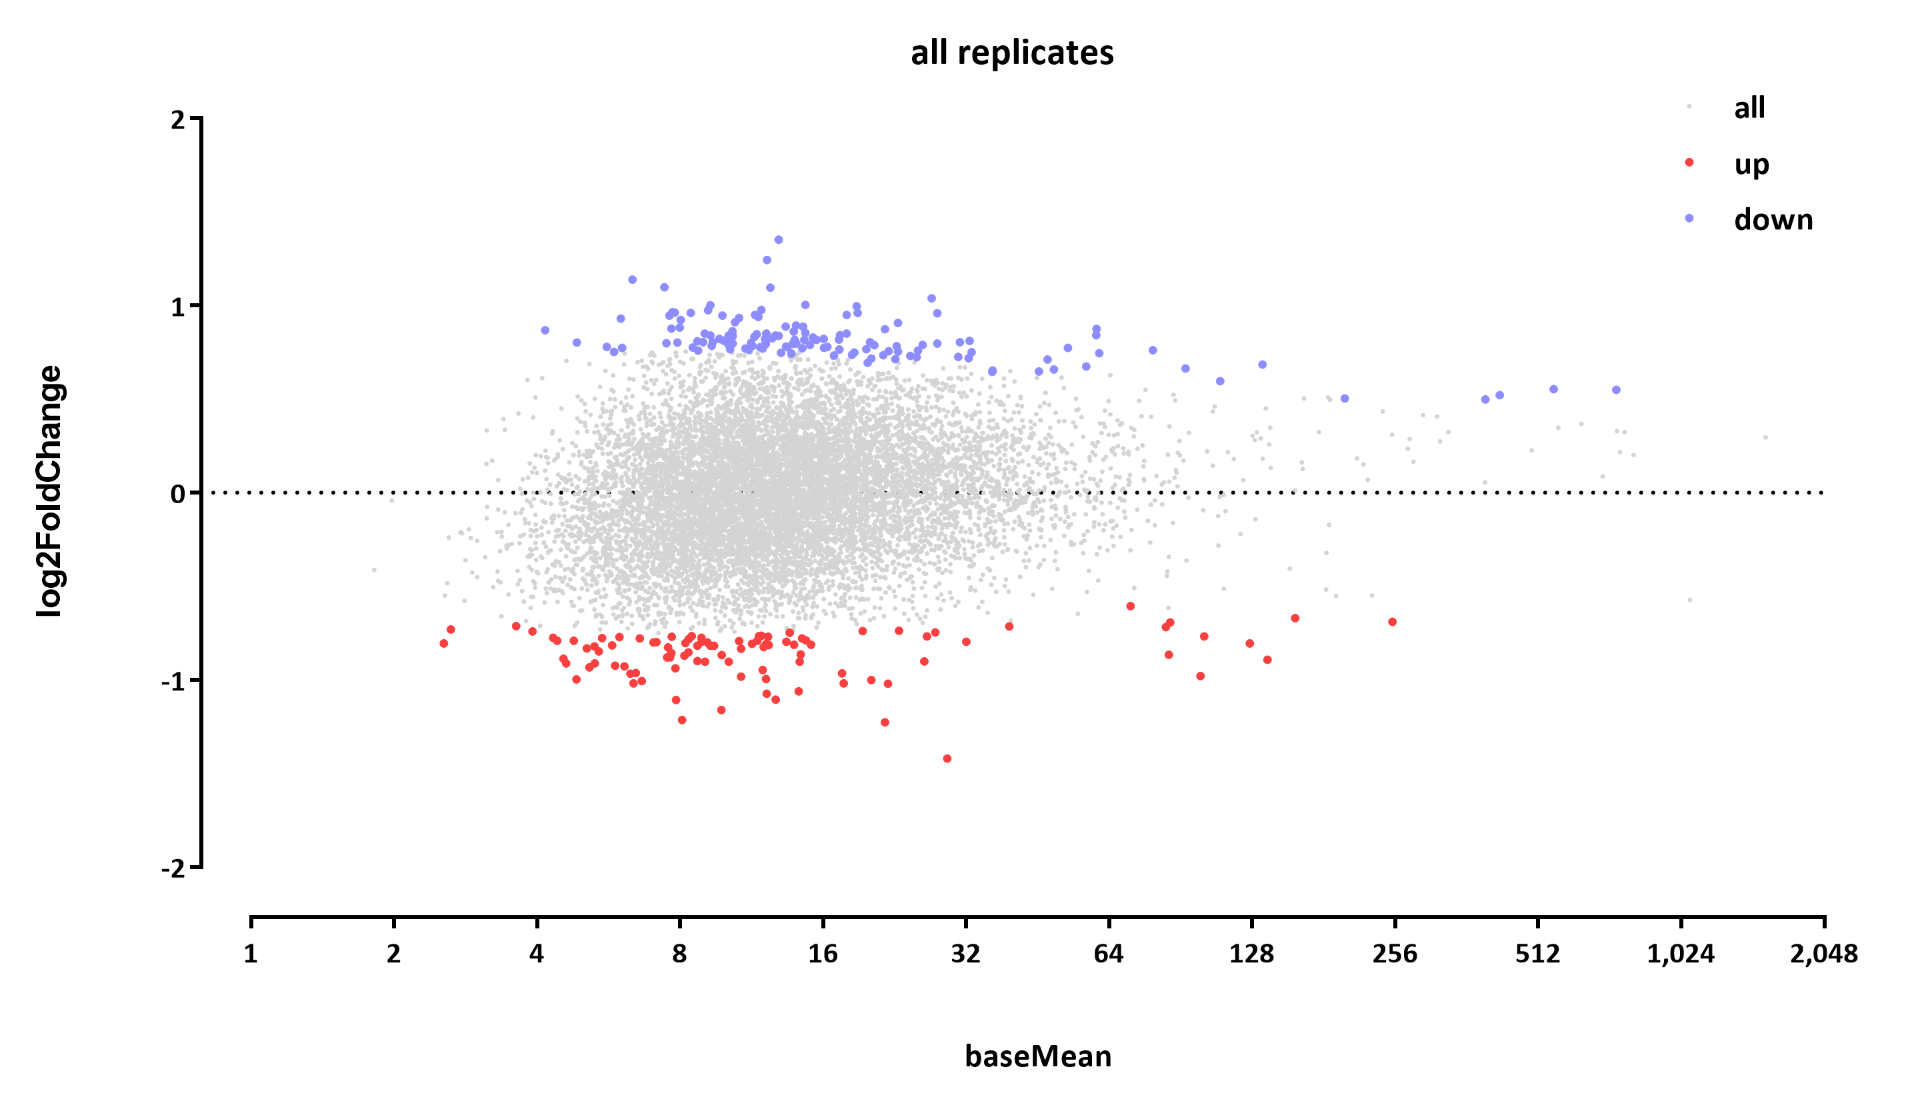 all replicates
all
up
down
2
1
0
-1
-2
log2FoldChange
1 2 4 8 16 32 64 128 256 512 1,024 2,048
baseMean